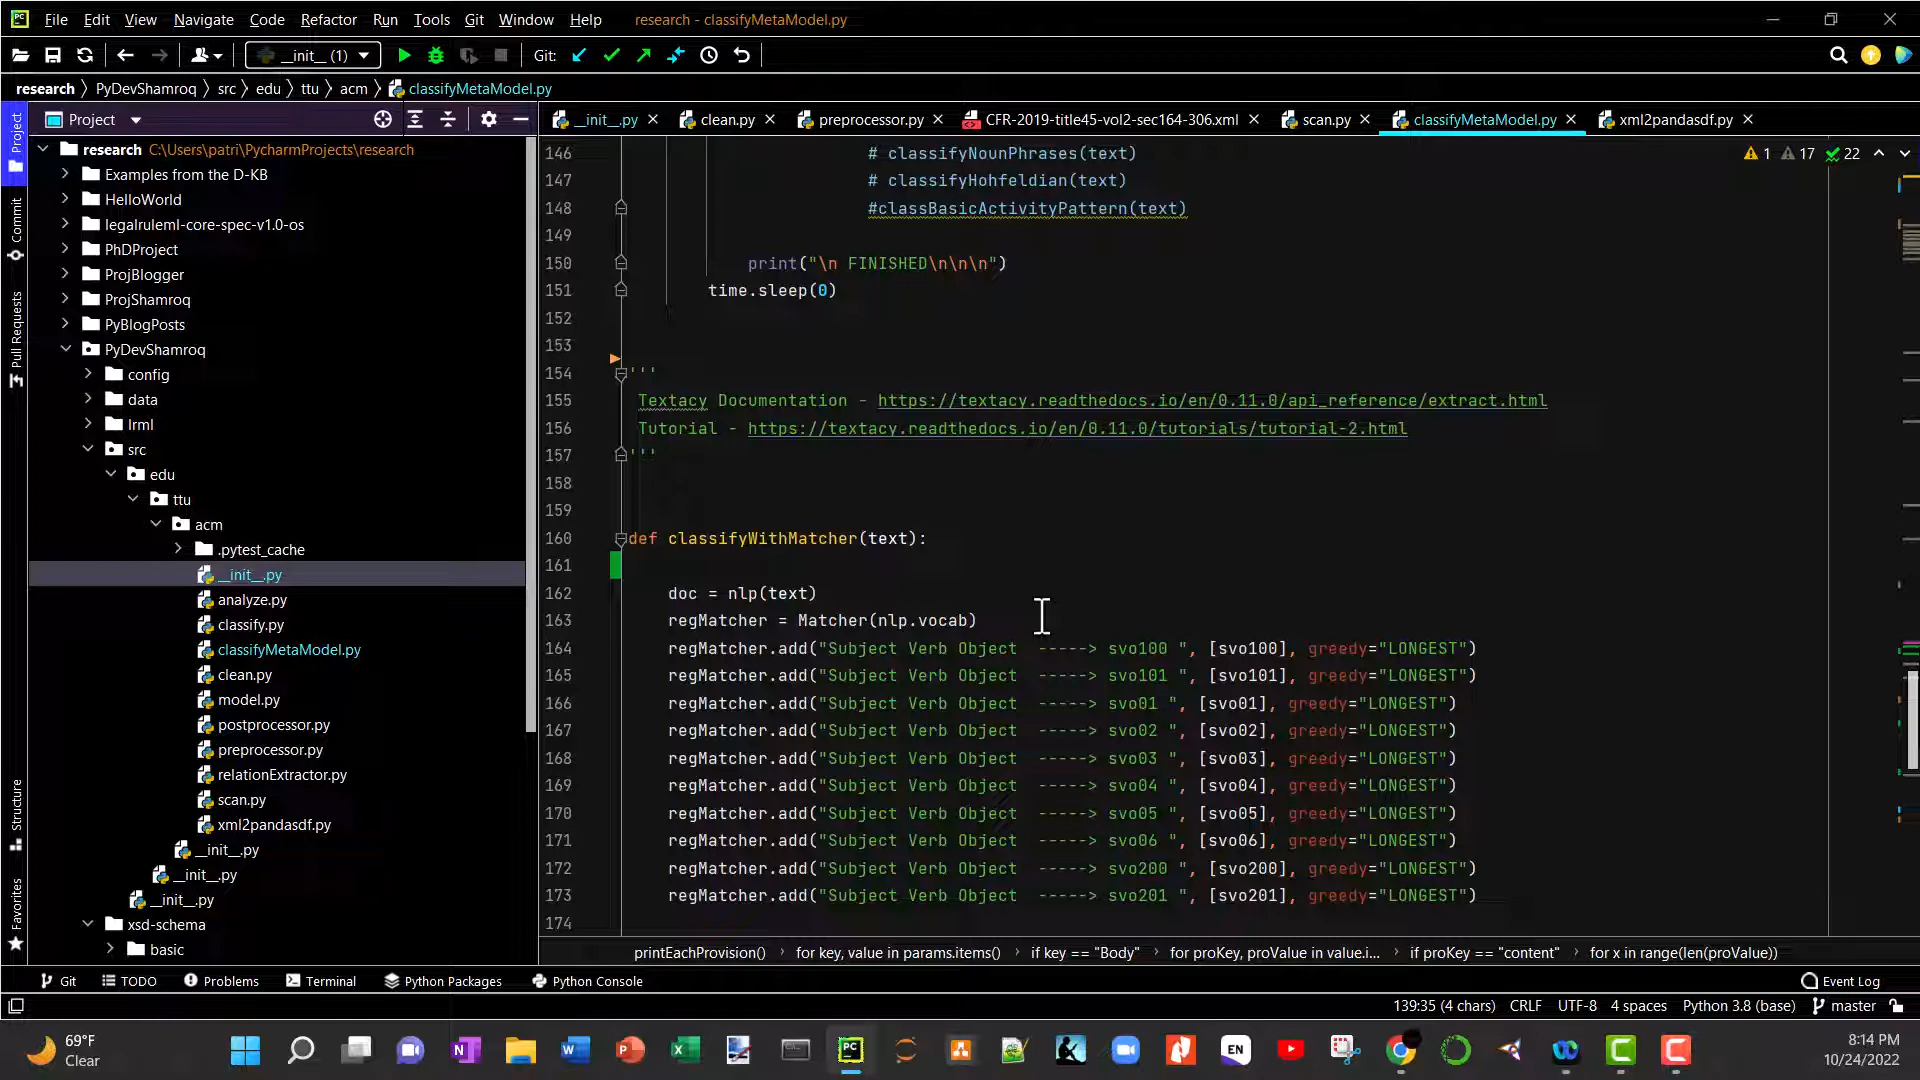 File Edit View Navigate Code Refactor Run Tools Git Window Help research - classifyMetaModel.py
__init__ (1) Git:
research PyDevShamroq src edu ttu acm classifyMetaModel.py
Project
__init__.py clean.py preprocessor.py CFR-2019-title45-vol2-sec164-306.xml scan.py classifyMetaModel.py xml2pandasdf.py
Project
Commit
Pull Requests
Structure
Favorites
research C:\Users\patri\PycharmProjects\research
Examples from the D-KB
HelloWorld
legalruleml-core-spec-v1.0-os
PhDProject
ProjBlogger
ProjShamroq
PyBlogPosts
PyDevShamroq
config
data
lrml
src
edu
ttu
acm
.pytest_cache
__init__.py
analyze.py
classify.py
classifyMetaModel.py
clean.py
model.py
postprocessor.py
preprocessor.py
relationExtractor.py
scan.py
xml2pandasdf.py
__init__.py
__init__.py
__init__.py
xsd-schema
basic
1 17 22
146 # classifyNounPhrases(text)
147 # classifyHohfeldian(text)
148 #classBasicActivityPattern(text)
149
150 print("\n FINISHED\n\n\n")
151 time.sleep(0)
152
153
154 '''
155 Textacy Documentation - https://textacy.readthedocs.io/en/0.11.0/api_reference/extract.html
156 Tutorial - https://textacy.readthedocs.io/en/0.11.0/tutorials/tutorial-2.html
157 '''
158
159
160 def classifyWithMatcher(text):
161
162 doc = nlp(text)
163 regMatcher = Matcher(nlp.vocab)
164 regMatcher.add("Subject Verb Object -----> svo100 ", [svo100], greedy="LONGEST")
165 regMatcher.add("Subject Verb Object -----> svo101 ", [svo101], greedy="LONGEST")
166 regMatcher.add("Subject Verb Object -----> svo01 ", [svo01], greedy="LONGEST")
167 regMatcher.add("Subject Verb Object -----> svo02 ", [svo02], greedy="LONGEST")
168 regMatcher.add("Subject Verb Object -----> svo03 ", [svo03], greedy="LONGEST")
169 regMatcher.add("Subject Verb Object -----> svo04 ", [svo04], greedy="LONGEST")
170 regMatcher.add("Subject Verb Object -----> svo05 ", [svo05], greedy="LONGEST")
171 regMatcher.add("Subject Verb Object -----> svo06 ", [svo06], greedy="LONGEST")
172 regMatcher.add("Subject Verb Object -----> svo200 ", [svo200], greedy="LONGEST")
173 regMatcher.add("Subject Verb Object -----> svo201 ", [svo201], greedy="LONGEST")
174
printEachProvision() for key, value in params.items() if key == "Body" for proKey, proValue in value.i... if proKey == "content" for x in range(len(proValue))
Git TODO Problems Terminal Python Packages Python Console Event Log
139:35 (4 chars) CRLF UTF-8 4 spaces Python 3.8 (base) master
69°F
Clear
EN
8:14 PM
10/24/2022